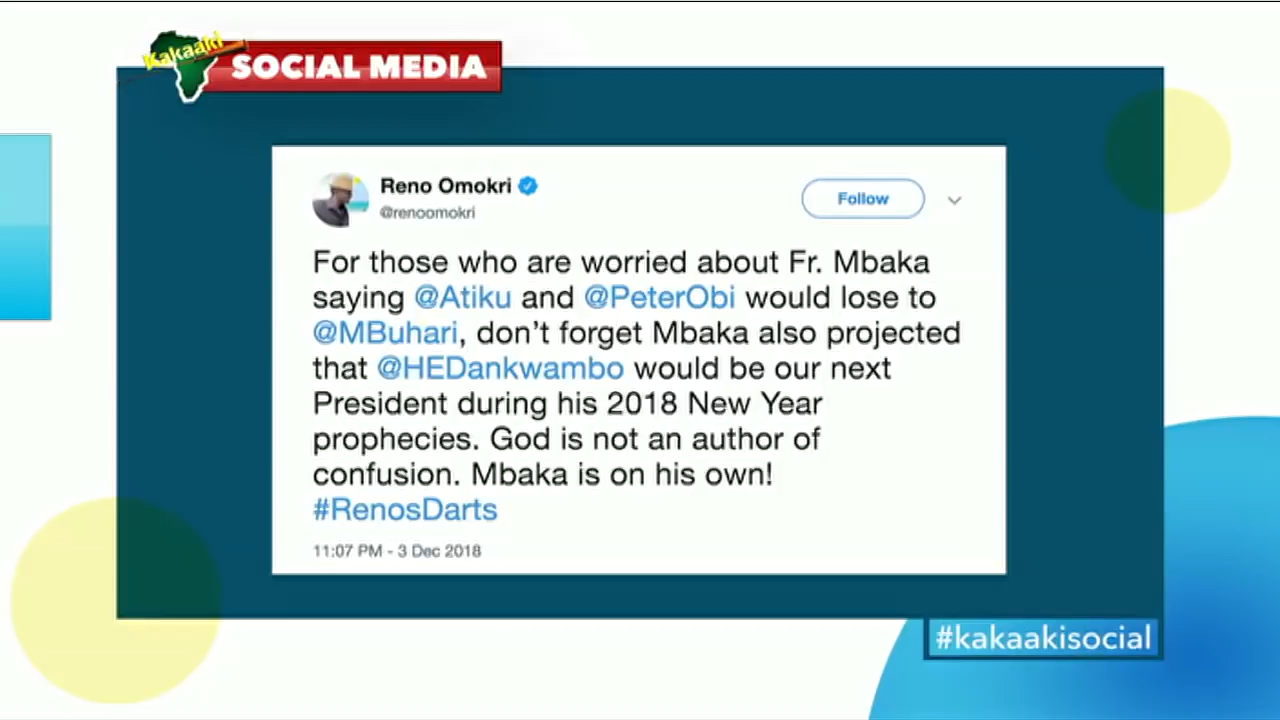 Kakaaki
SOCIAL MEDIA
Reno Omokri
@renoomokri
Follow
For those who are worried about Fr. Mbaka
saying @Atiku and @PeterObi would lose to
@MBuhari, don't forget Mbaka also projected
that @HEDankwambo would be our next
President during his 2018 New Year
prophecies. God is not an author of
confusion. Mbaka is on his own!
#RenosDarts
11:07 PM - 3 Dec 2018
#kakaakisocial